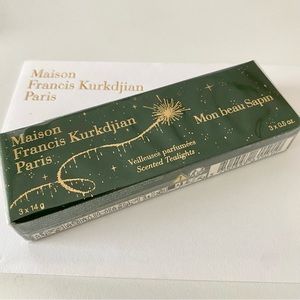 Maison
Francis Kurkdjian
Paris
Maison
Francis Kurkdjian
Paris
Mon beau Sapin
Veilleuses parfumées
Scented Tealights
3 x 14 g
3 x 0.5 oz